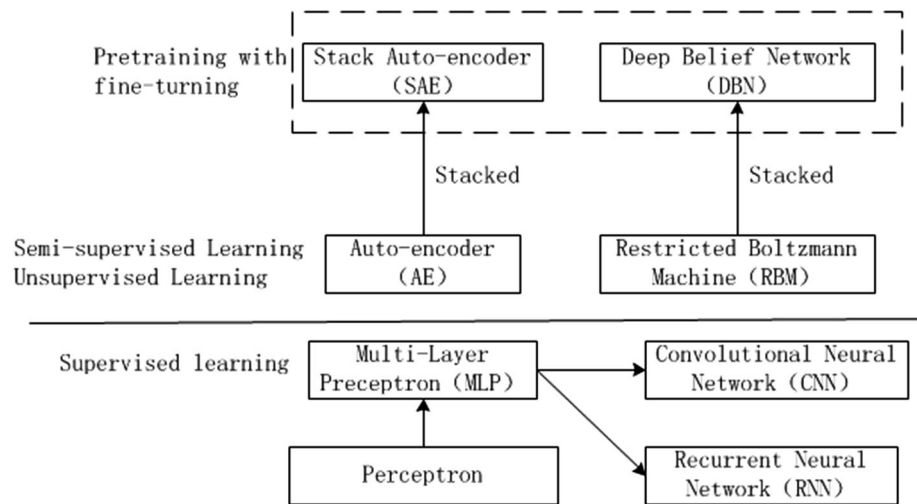 Pretraining with
fine-turning
Stack Auto-encoder
(SAE)
Deep Belief Network
(DBN)
Stacked
Stacked
Semi-supervised Learning
Unsupervised Learning
Auto-encoder
(AE)
Restricted Boltzmann
Machine (RBM)
Supervised learning
Multi-Layer
Preceptron (MLP)
Convolutional Neural
Network (CNN)
Perceptron
Recurrent Neural
Network (RNN)